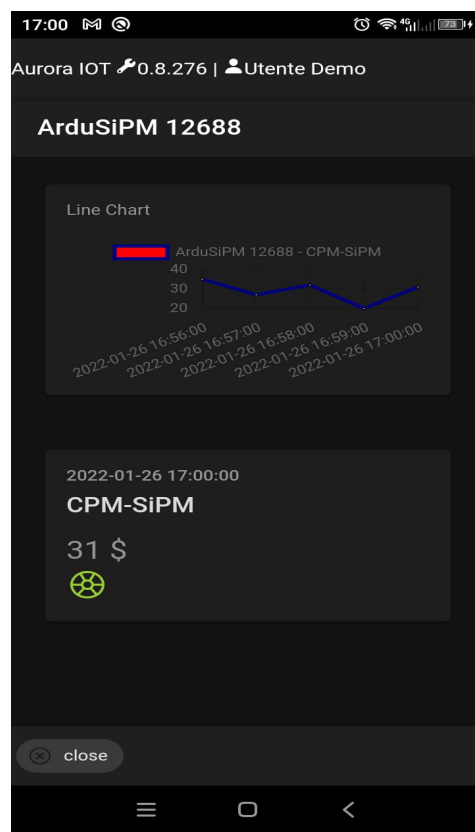 17:00
4G
73
Aurora IOT 0.8.276 | Utente Demo
ArduSiPM 12688
Line Chart
ArduSiPM 12688 - CPM-SiPM
40
30
20
2022-01-26 16:56:00
2022-01-26 16:57:00
2022-01-26 16:58:00
2022-01-26 16:59:00
2022-01-26 17:00:00
2022-01-26 17:00:00
CPM-SiPM
31 $
close